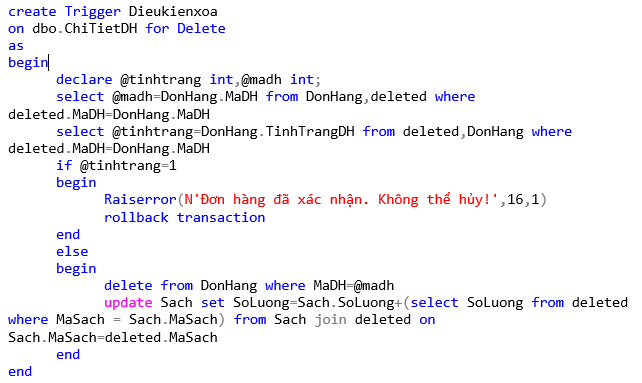 create Trigger Dieukienxoa
on dbo.ChiTietDH for Delete
as
begin
declare @tinhtrang int,@madh int;
select @madh=DonHang.MaDH from DonHang,deleted where
deleted.MaDH=DonHang.MaDH
select @tinhtrang=DonHang.TinhTrangDH from deleted,DonHang where
deleted.MaDH=DonHang.MaDH
if @tinhtrang=1
begin
Raiserror(N'Đơn hàng đã xác nhận. Không thể hủy!',16,1)
rollback transaction
end
else
begin
delete from DonHang where MaDH=@madh
update Sach set SoLuong=Sach.SoLuong+(select SoLuong from deleted
where MaSach = Sach.MaSach) from Sach join deleted on
Sach.MaSach=deleted.MaSach
end
end